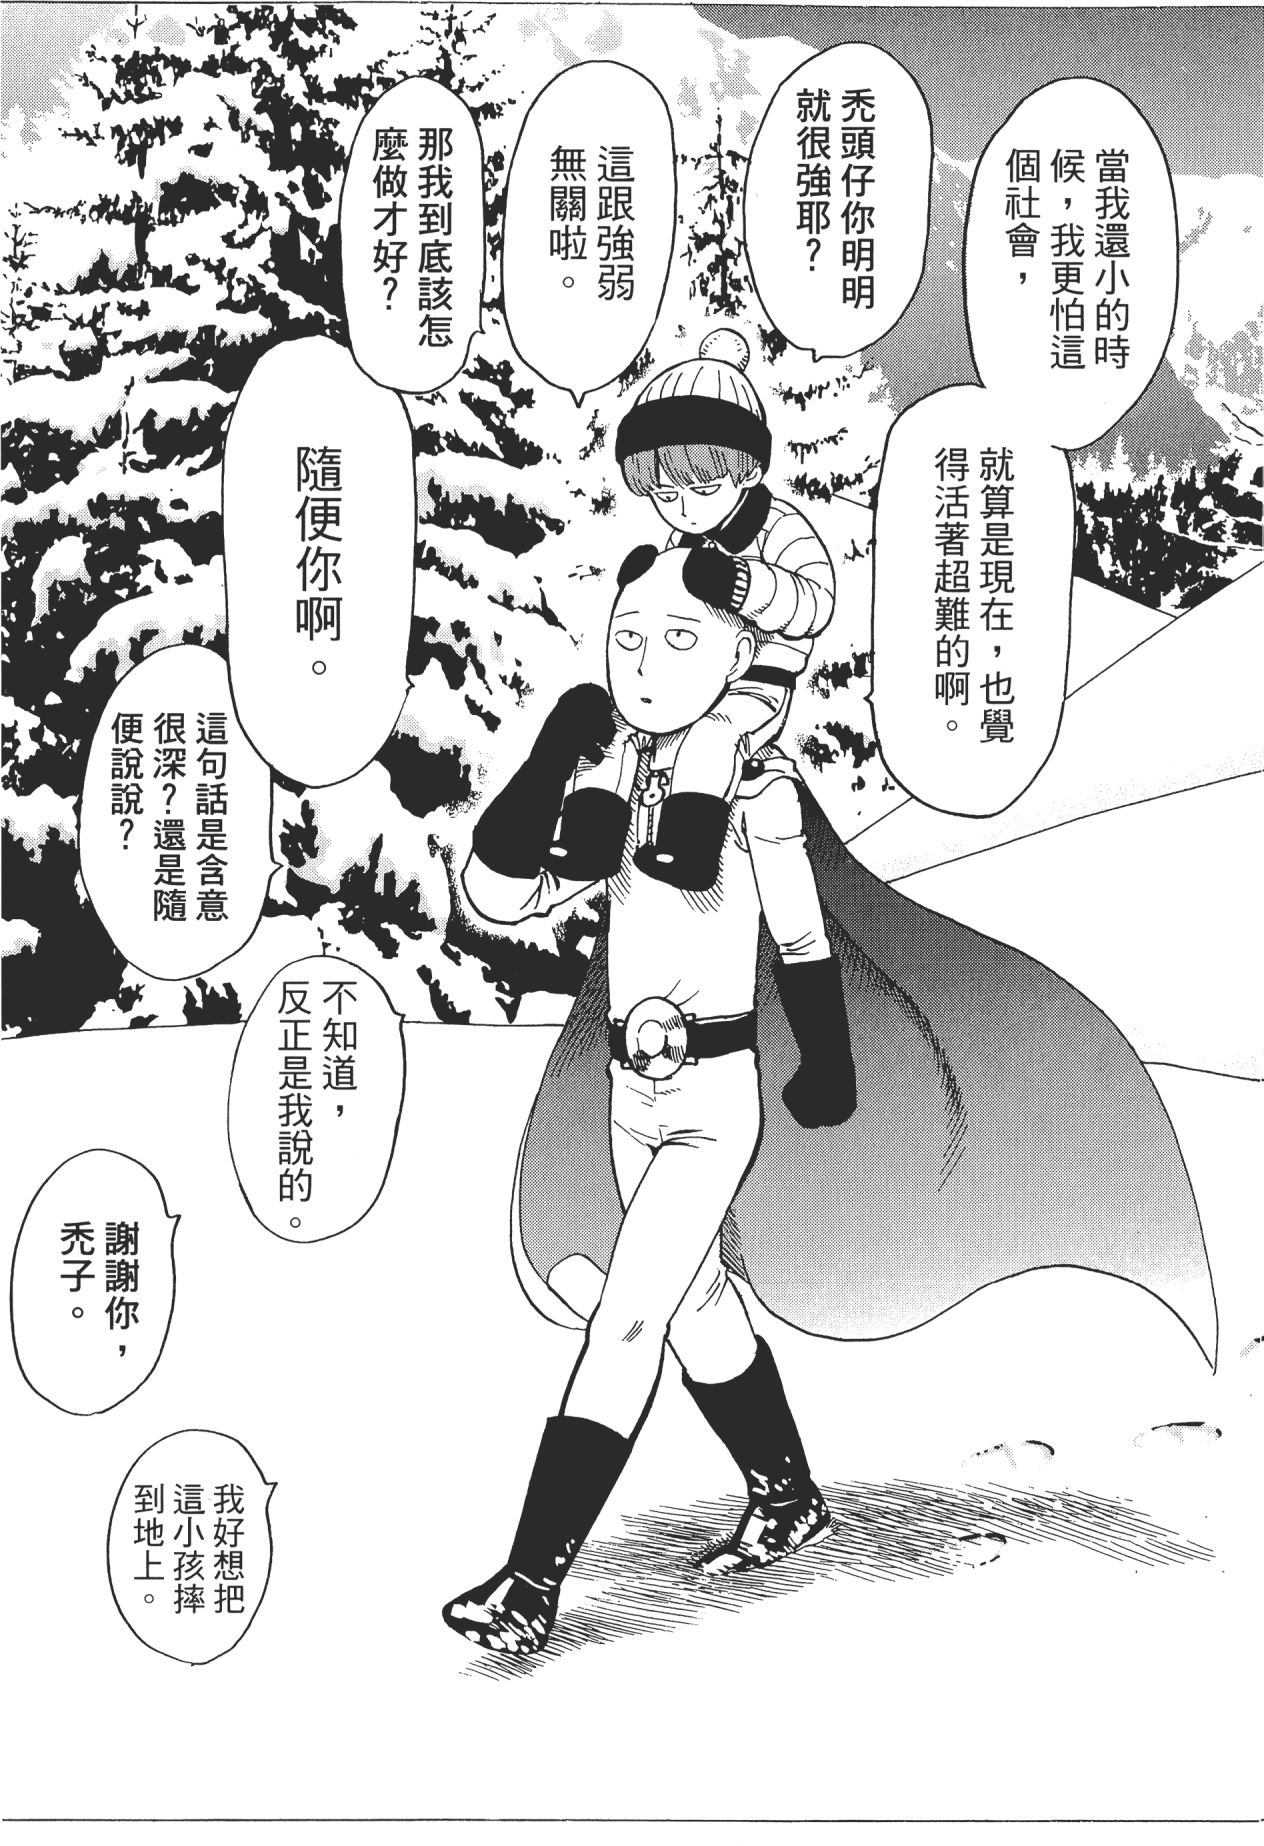 當我還小的時
候，我更怕這
個社會，
就算是現在，也覺
得活著超難的啊。
禿頭仔你明明
就很強耶？
這跟強弱
無關啦。
那我到底該怎
麼做才好？
隨便你啊。
這句話是含意
很深？還是隨
便說說？
不知道，
反正是我說的。
謝謝你，
禿子。
我好想把
這小孩摔
到地上。